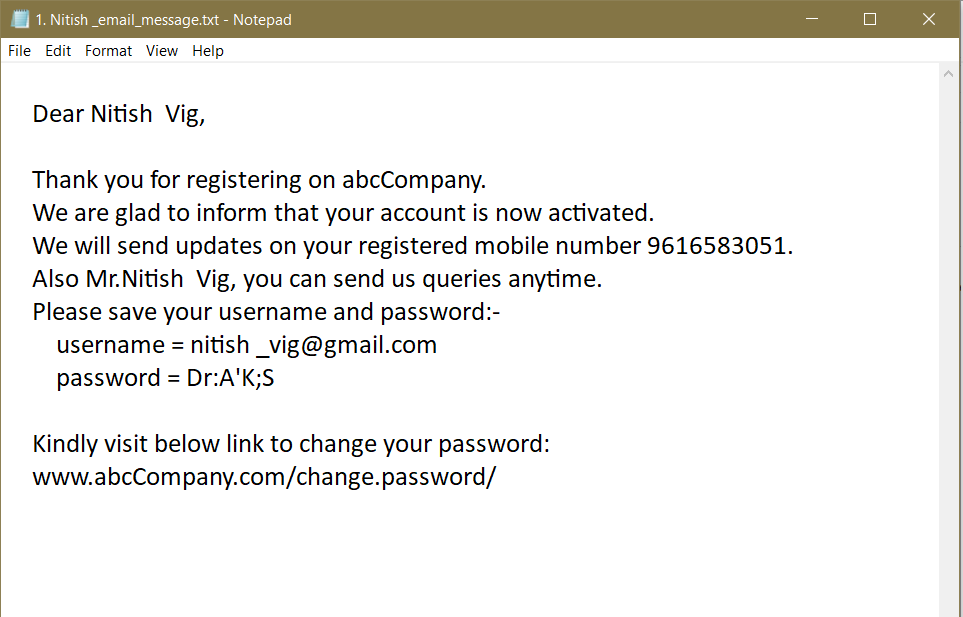 1. Nitish _email_message.txt - Notepad
File Edit Format View Help
Dear Nitish  Vig,
Thank you for registering on abcCompany.
We are glad to inform that your account is now activated.
We will send updates on your registered mobile number 9616583051.
Also Mr.Nitish  Vig, you can send us queries anytime.
Please save your username and password:-
username = nitish _vig@gmail.com
password = Dr:A'K;S
Kindly visit below link to change your password:
www.abcCompany.com/change.password/